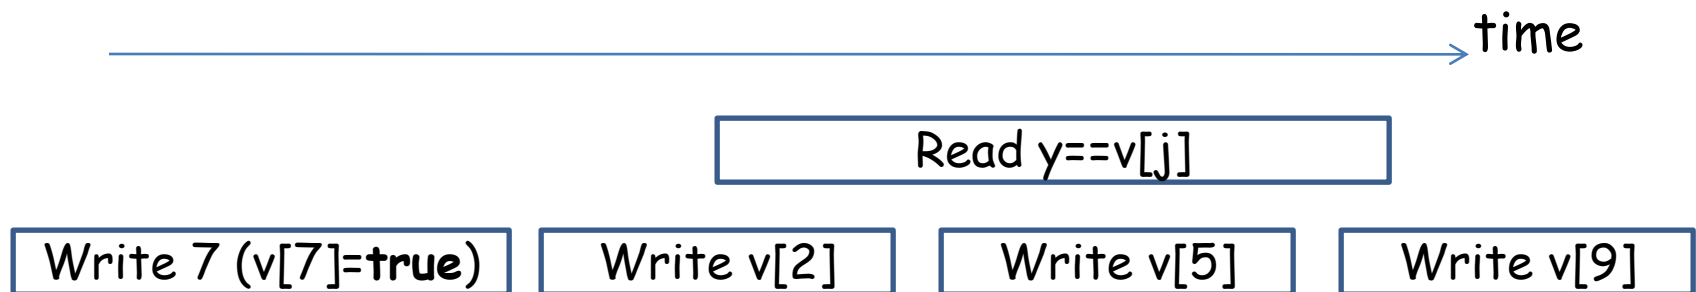 time
Read y==v[j]
Write 7 (v[7]=true) Write v[2] Write v[5] Write v[9]